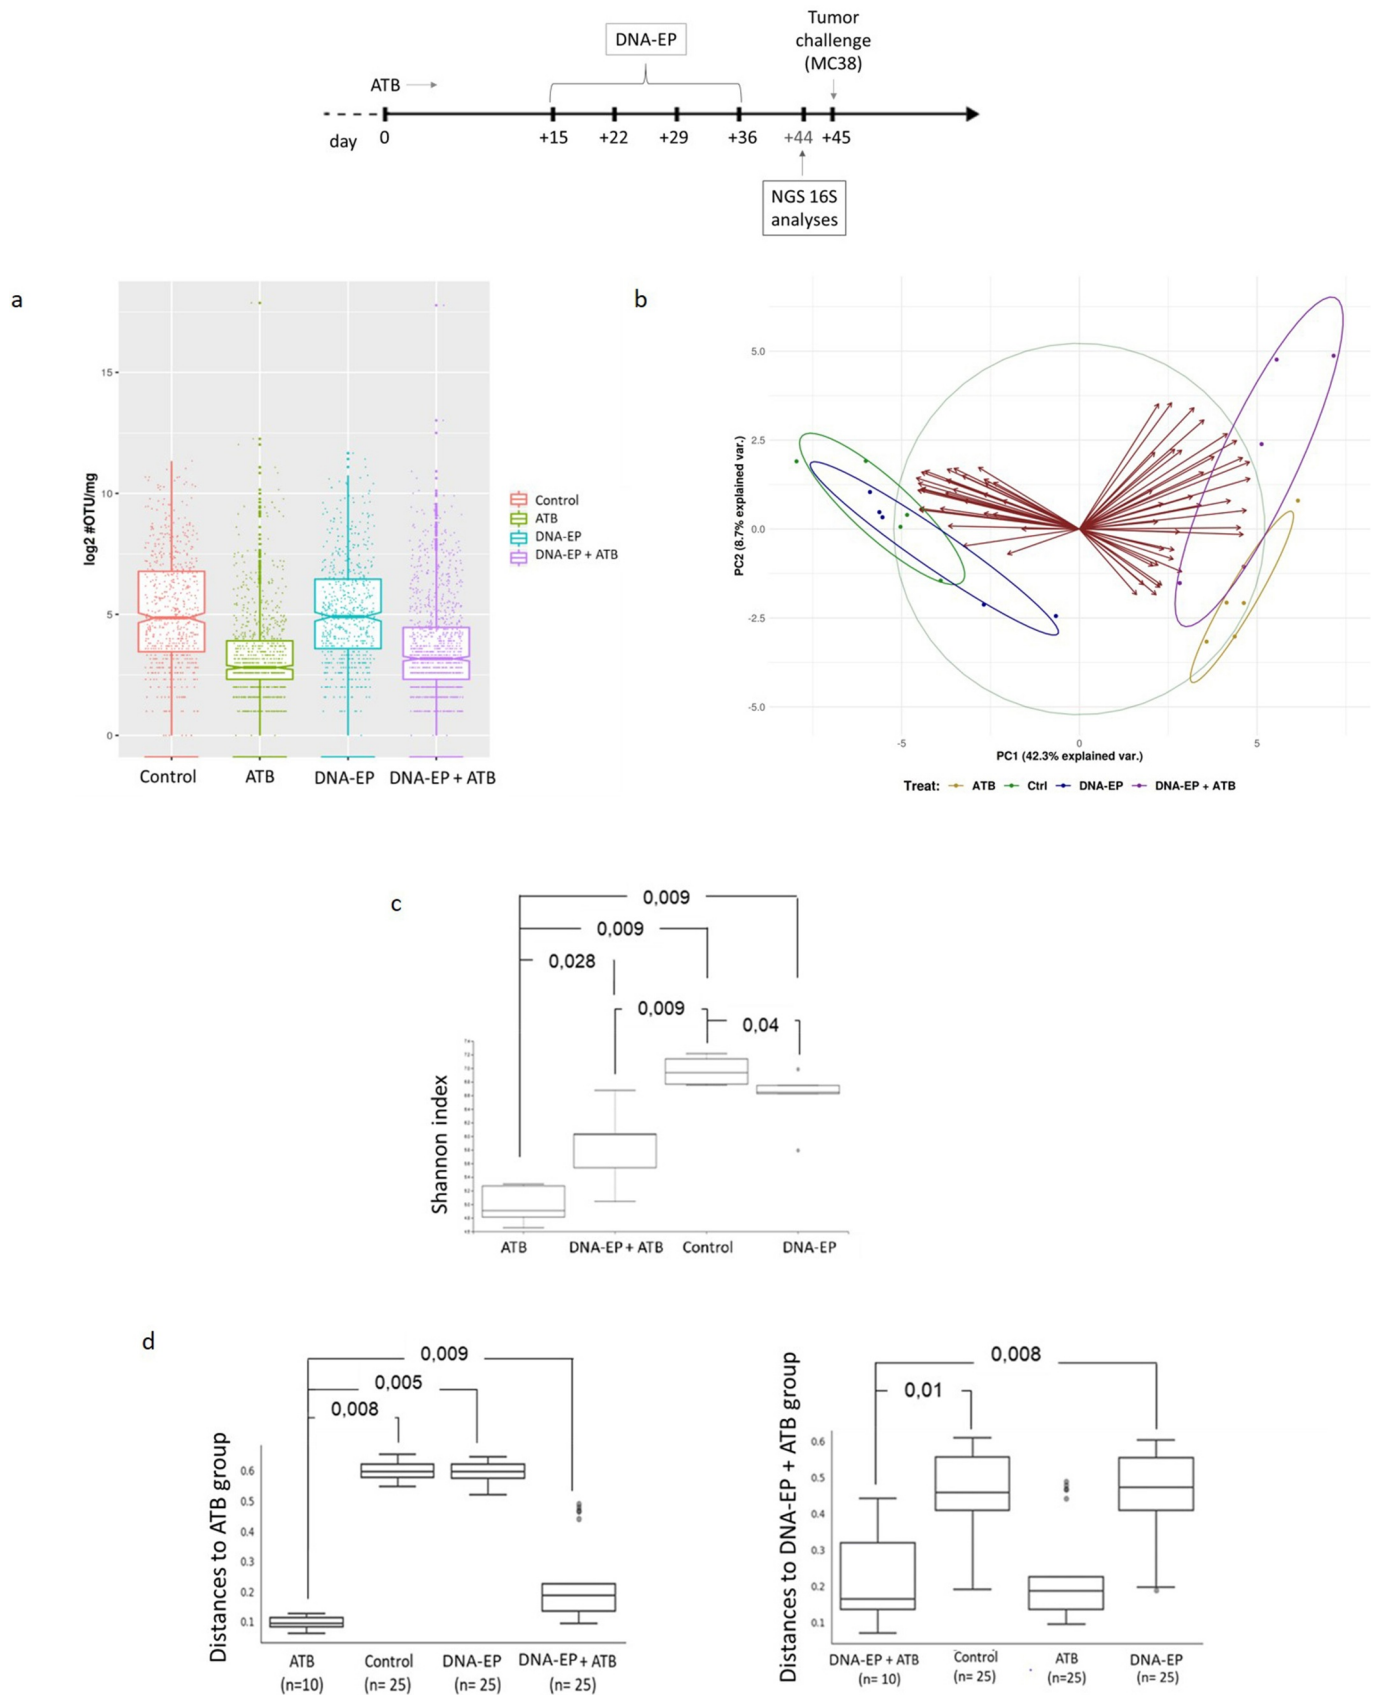 Tumor
challenge
(MC38)
DNA-EP
ATB
day 0 +15 +22 +29 +36 +44 +45
NGS 16S
analyses
a
log2 #OTU/mg
15
10
5
0
Control ATB DNA-EP DNA-EP + ATB
Control
ATB
DNA-EP
DNA-EP + ATB
b
PC2 (8.7% explained var.)
5.0
2.5
0.0
-2.5
-5.0
-5 0 5
PC1 (42.3% explained var.)
Treat: ATB Ctrl DNA-EP DNA-EP + ATB
c
0,009
0,009
0,028
0,009
0,04
Shannon index
ATB DNA-EP + ATB Control DNA-EP
d
0,009
0,005
0,008
Distances to ATB group
0.6
0.5
0.4
0.3
0.2
0.1
ATB Control DNA-EP DNA-EP + ATB
(n=10) (n= 25) (n= 25) (n= 25)
0,008
0,01
Distances to DNA-EP + ATB group
0.6
0.5
0.4
0.3
0.2
0.1
DNA-EP + ATB Control ATB DNA-EP
(n= 10) (n= 25) (n=25) (n= 25)